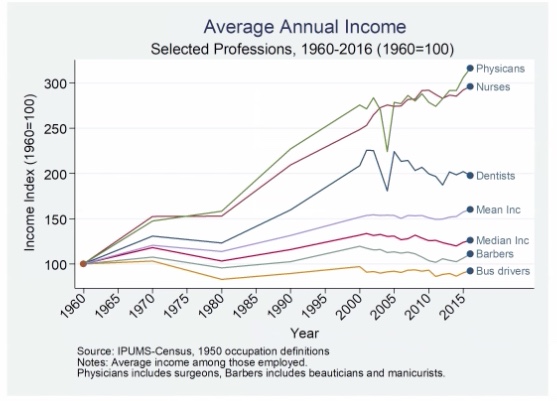 Average Annual Income
Selected Professions, 1960-2016 (1960=100)
Income Index (1960=100)
300
250
200
150
100
Physicans
Nurses
Dentists
Mean Inc
Median Inc
Barbers
Bus drivers
1960
1965
1970
1975
1980
1985
1990
1995
2000
2005
2010
2015
Year
Source: IPUMS-Census, 1950 occupation definitions
Notes: Average income among those employed.
Physicans includes surgeons, Barbers includes beauticians and manicurists.